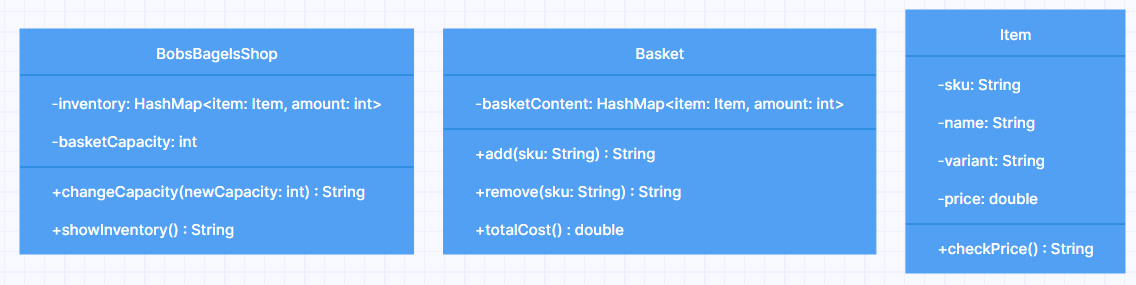 BobsBagelsShop
-inventory: HashMap<item: Item, amount: int>
-basketCapacity: int
+changeCapacity(newCapacity: int) : String
+showInventory() : String
Basket
-basketContent: HashMap<item: Item, amount: int>
+add(sku: String) : String
+remove(sku: String) : String
+totalCost() : double
Item
-sku: String
-name: String
-variant: String
-price: double
+checkPrice() : String